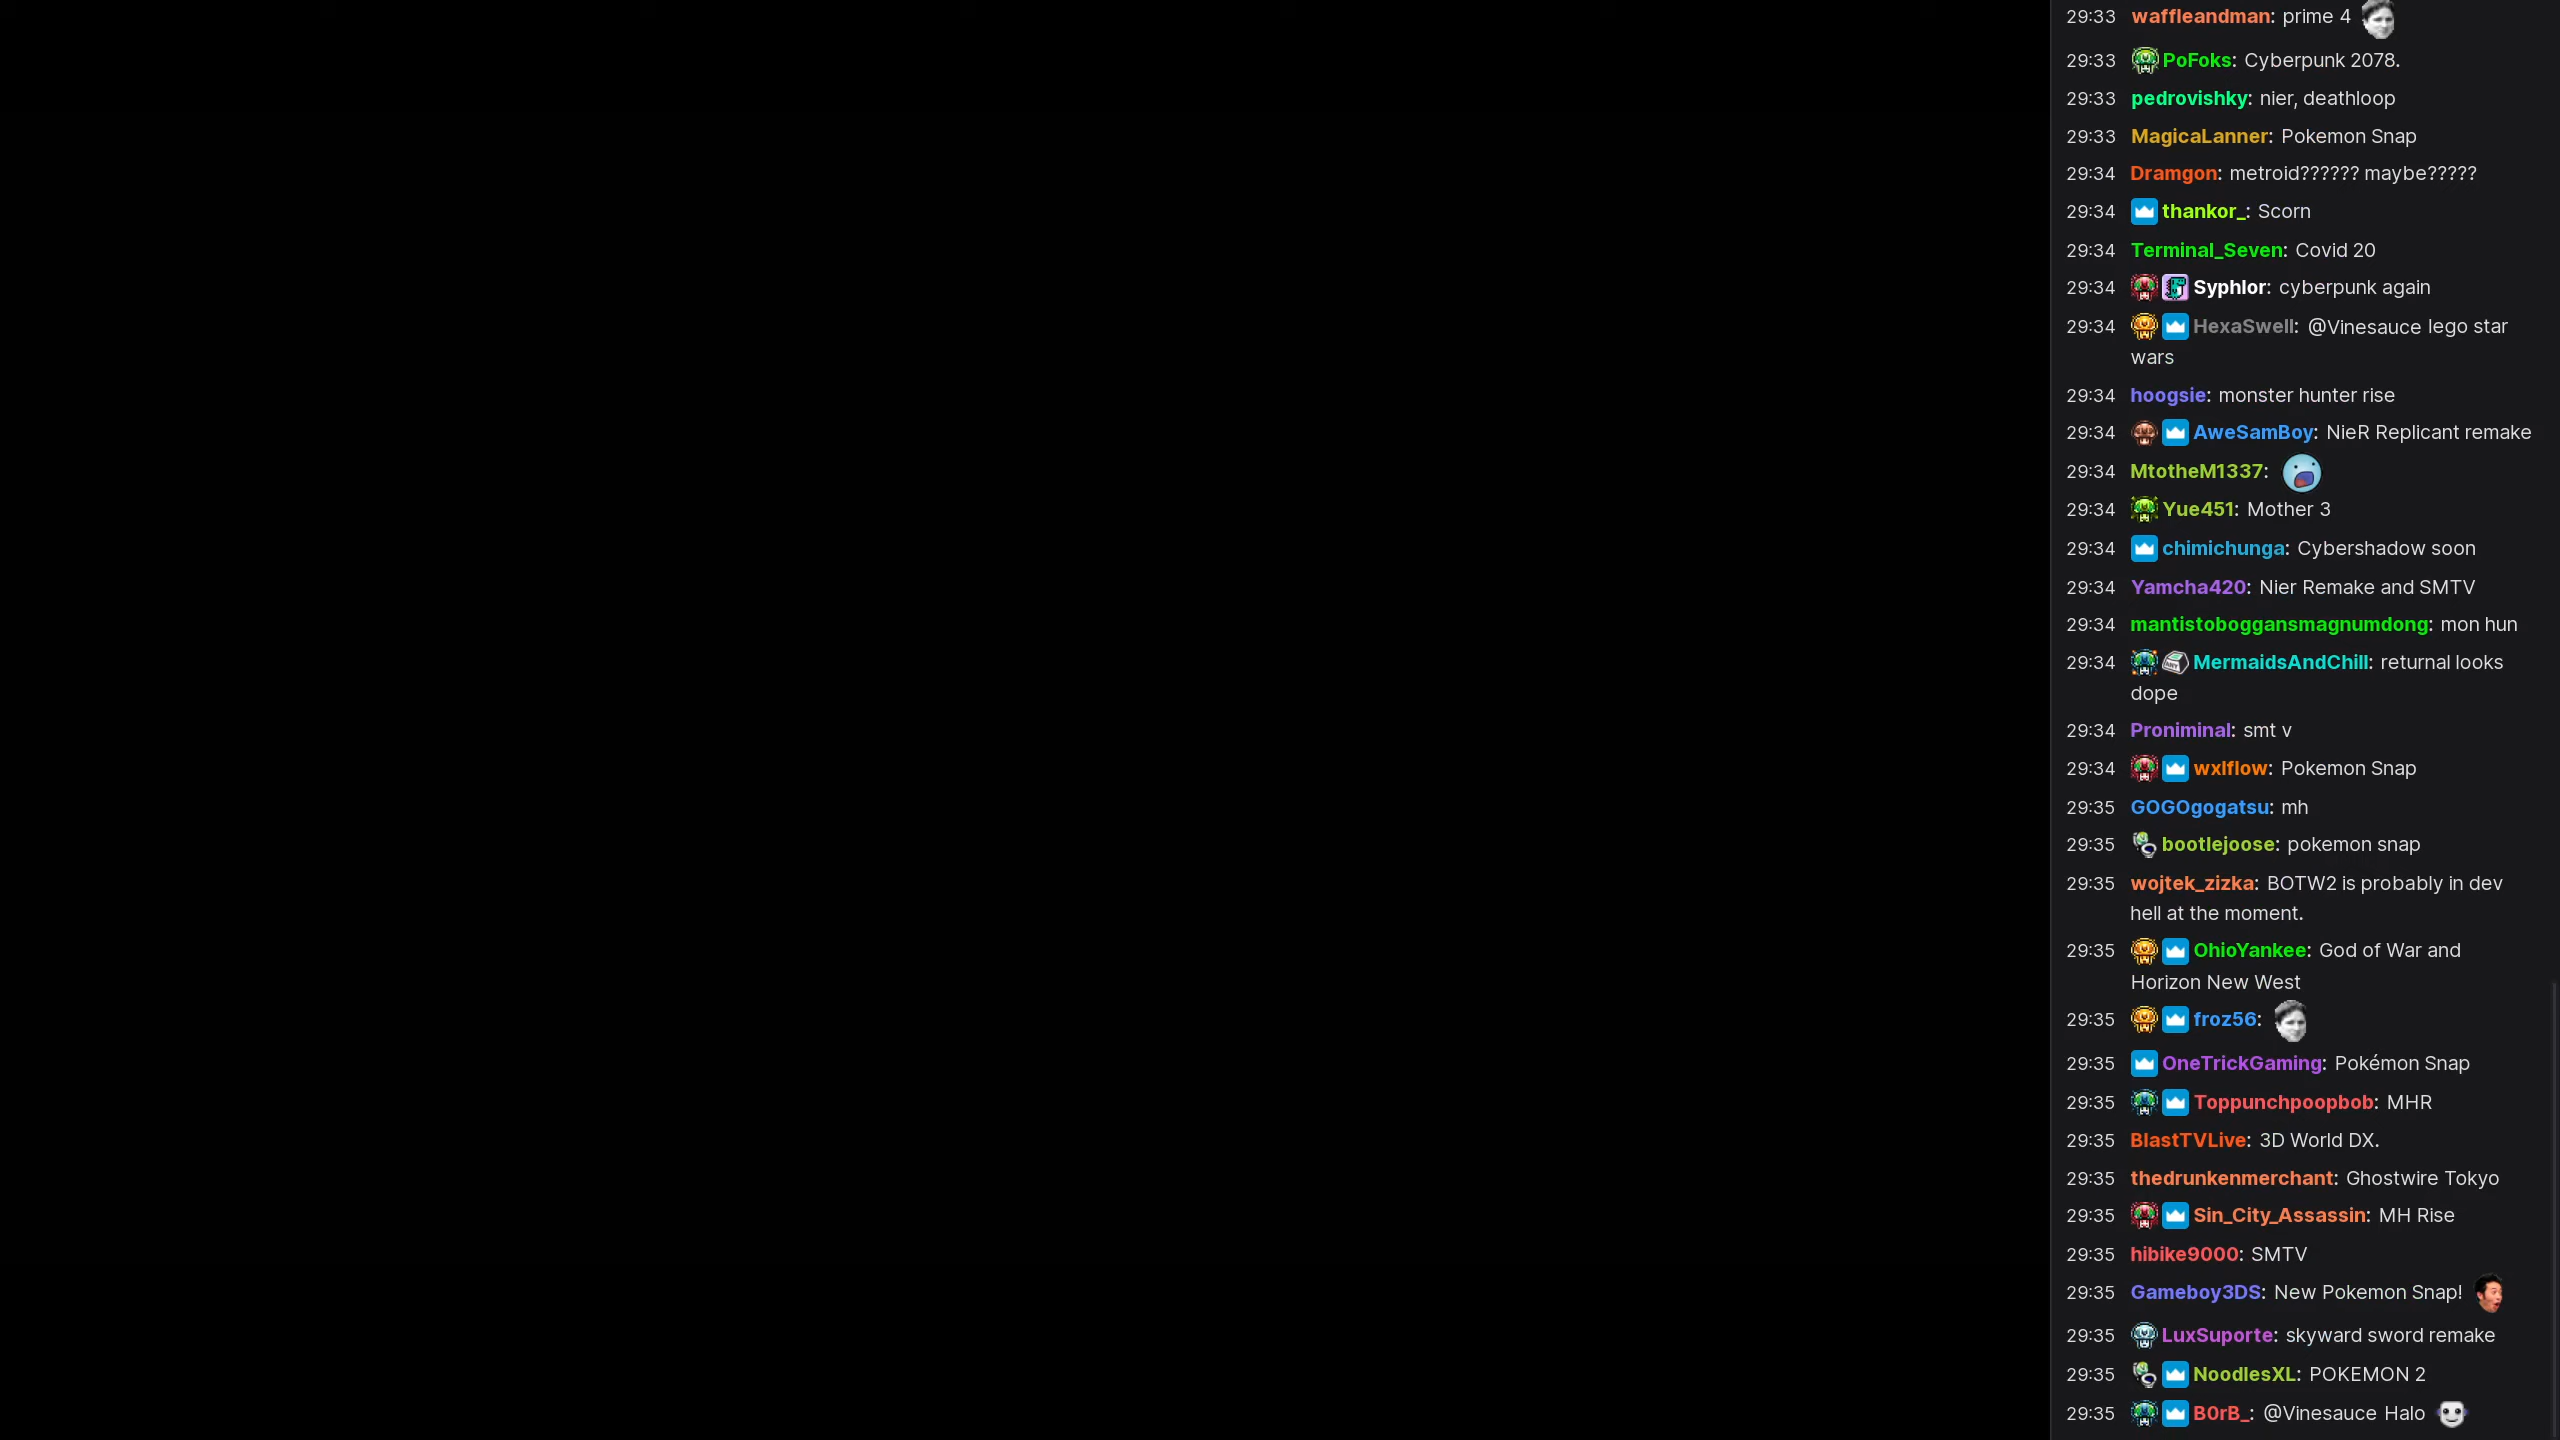 29:33 waffleandman: prime 4
29:33 PoFoks: Cyberpunk 2078.
29:33 pedrovishky: nier, deathloop
29:33 MagicaLanner: Pokemon Snap
29:34 Dramgon: metroid?????? maybe?????
29:34 thankor_: Scorn
29:34 Terminal_Seven: Covid 20
29:34 Syphlor: cyberpunk again
29:34 HexaSwell: @Vinesauce lego star
wars
29:34 hoogsie: monster hunter rise
29:34 AweSamBoy: NieR Replicant remake
29:34 MtotheM1337:
29:34 Yue451: Mother 3
29:34 chimichunga: Cybershadow soon
29:34 Yamcha420: Nier Remake and SMTV
29:34 mantistoboggansmagnumdong: mon hun
29:34 MermaidsAndChill: returnal looks
dope
29:34 Proniminal: smt v
29:34 wxlflow: Pokemon Snap
29:35 GOGOgogatsu: mh
29:35 bootlejoose: pokemon snap
29:35 wojtek_zizka: BOTW2 is probably in dev
hell at the moment.
29:35 OhioYankee: God of War and
Horizon New West
29:35 froz56:
29:35 OneTrickGaming: Pokémon Snap
29:35 Toppunchpoopbob: MHR
29:35 BlastTVLive: 3D World DX.
29:35 thedrunkenmerchant: Ghostwire Tokyo
29:35 Sin_City_Assassin: MH Rise
29:35 hibike9000: SMTV
29:35 Gameboy3DS: New Pokemon Snap!
29:35 LuxSuporte: skyward sword remake
29:35 NoodlesXL: POKEMON 2
29:35 B0rB_: @Vinesauce Halo